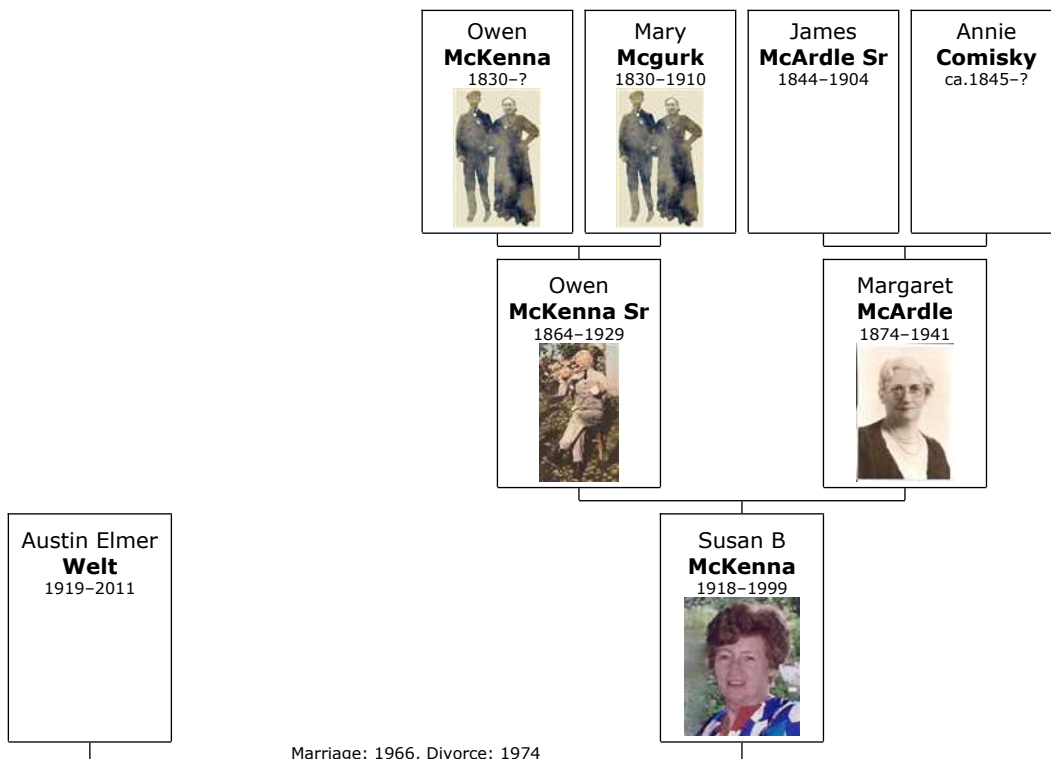 Owen
McKenna
1830–?
Mary
Mcgurk
1830–1910
James
McArdle Sr
1844–1904
Annie
Comisky
ca.1845–?
Owen
McKenna Sr
1864–1929
Margaret
McArdle
1874–1941
Austin Elmer
Welt
1919–2011
Susan B
McKenna
1918–1999
Marriage: 1966, Divorce: 1974